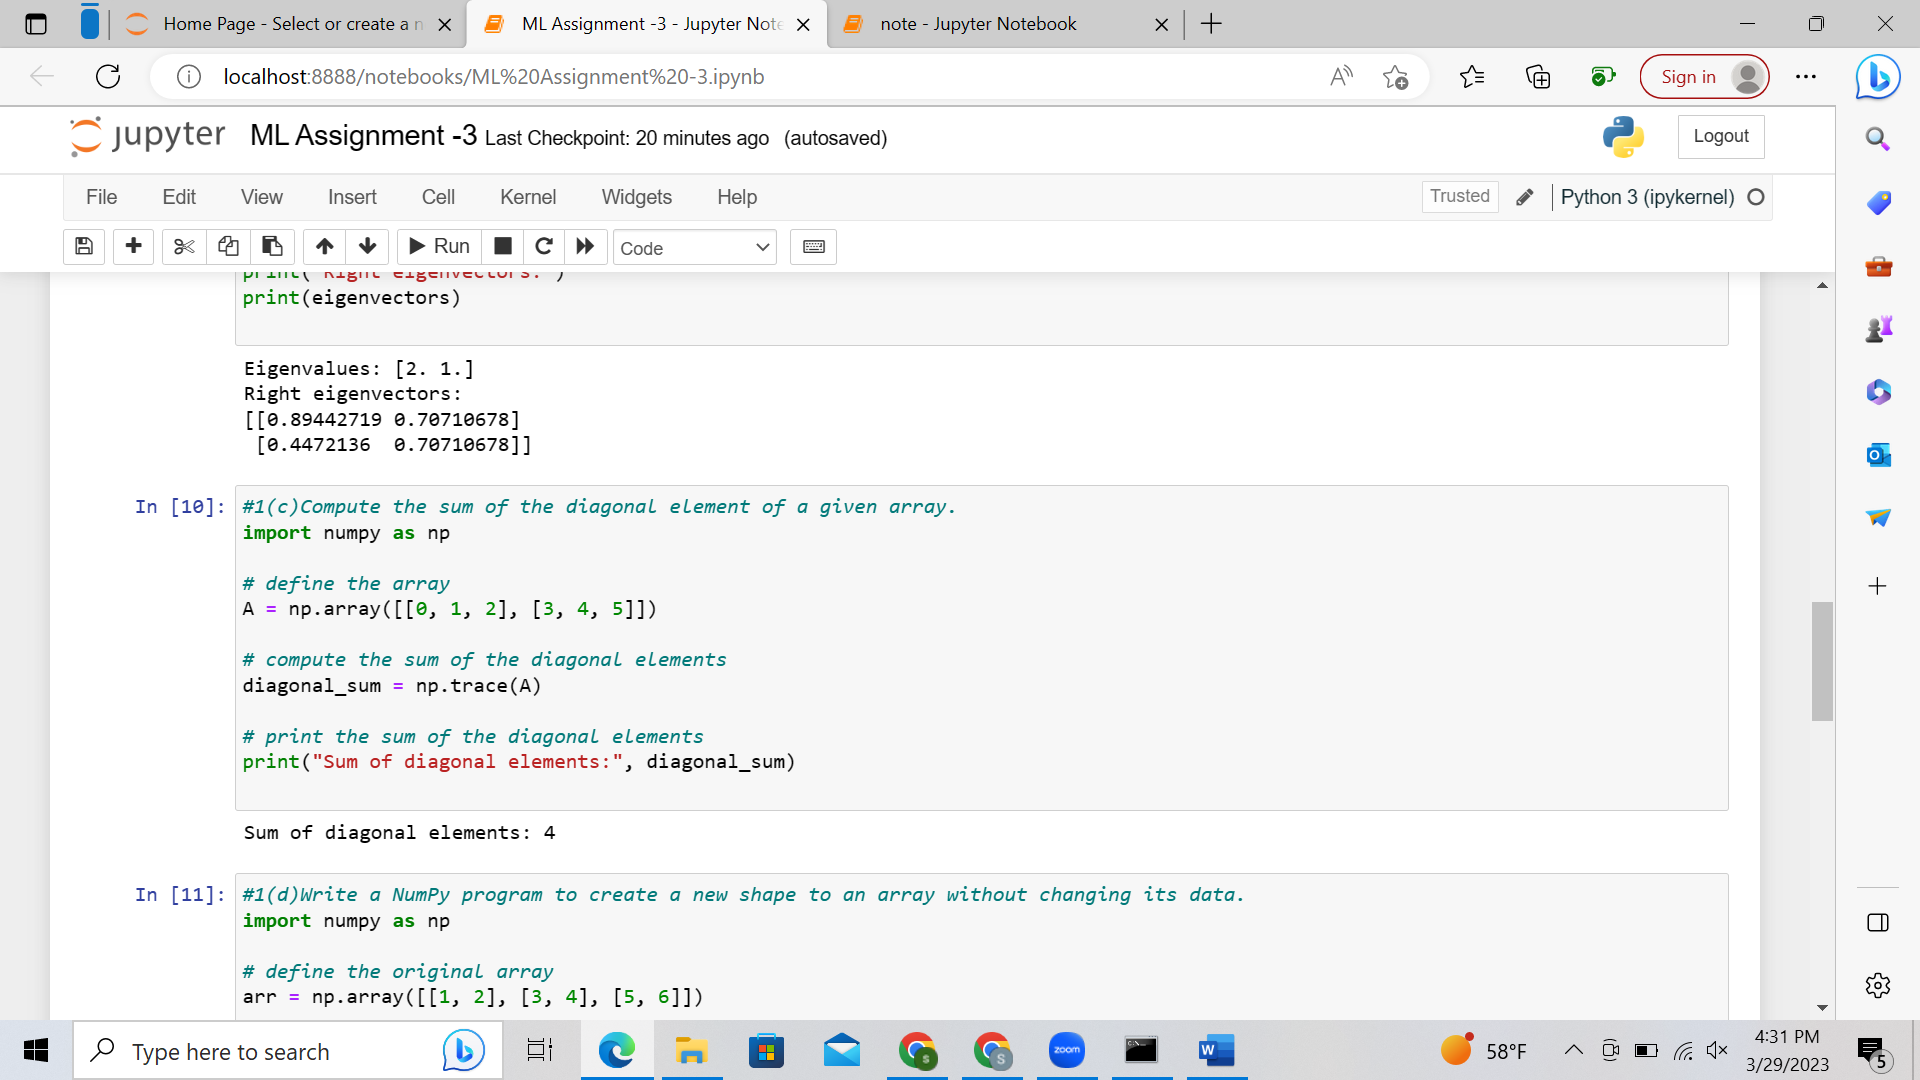 Home Page - Select or create a n
ML Assignment -3 - Jupyter Note
note - Jupyter Notebook
localhost:8888/notebooks/ML%20Assignment%20-3.ipynb
Sign in
jupyter ML Assignment -3 Last Checkpoint: 20 minutes ago (autosaved)
Logout
File Edit View Insert Cell Kernel Widgets Help
Trusted
Python 3 (ipykernel)
Run
Code
print("Right eigenvectors:")
print(eigenvectors)
Eigenvalues: [2. 1.]
Right eigenvectors:
[[0.89442719 0.70710678]
 [0.4472136  0.70710678]]
In [10]:
#1(c)Compute the sum of the diagonal element of a given array.
import numpy as np
# define the array
A = np.array([[0, 1, 2], [3, 4, 5]])
# compute the sum of the diagonal elements
diagonal_sum = np.trace(A)
# print the sum of the diagonal elements
print("Sum of diagonal elements:", diagonal_sum)
Sum of diagonal elements: 4
In [11]:
#1(d)Write a NumPy program to create a new shape to an array without changing its data.
import numpy as np
# define the original array
arr = np.array([[1, 2], [3, 4], [5, 6]])
Type here to search
zoom
58°F
4:31 PM
3/29/2023
5